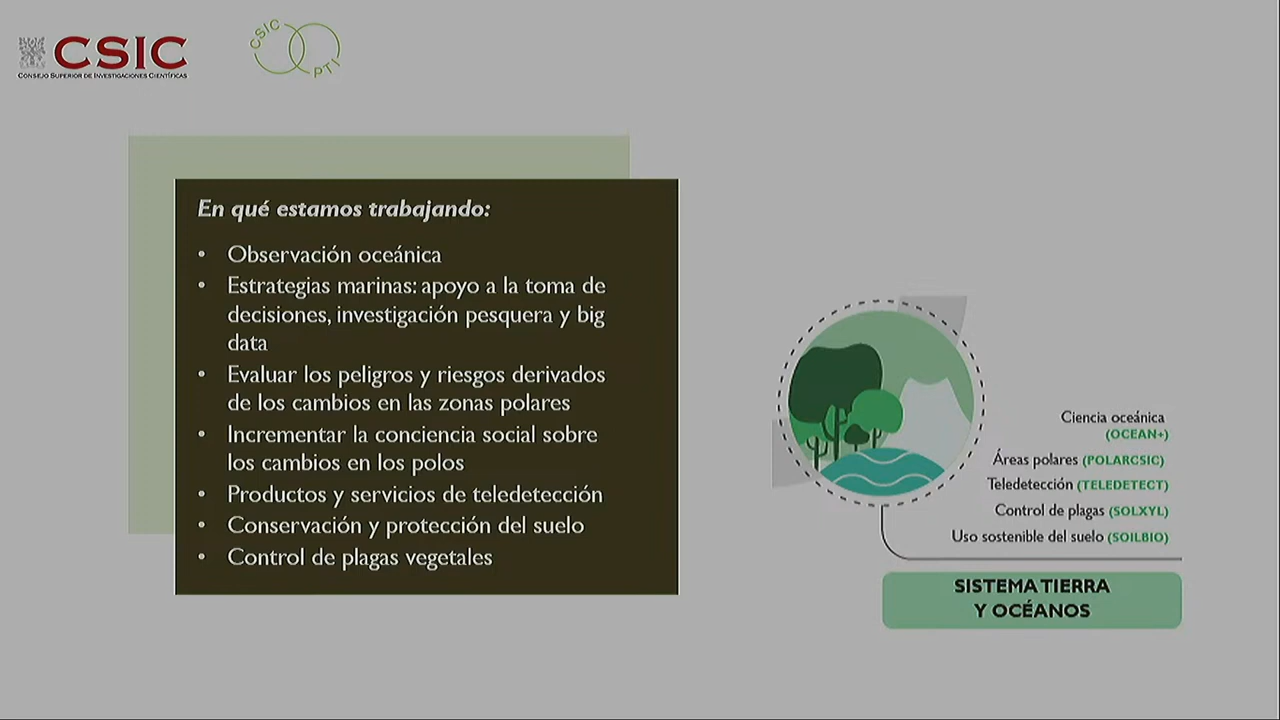 CSIC
CONSEJO SUPERIOR DE INVESTIGACIONES CIENTÍFICAS
CSIC
PTI
En qué estamos trabajando:
• Observación oceánica
• Estrategias marinas: apoyo a la toma de
decisiones, investigación pesquera y big
data
• Evaluar los peligros y riesgos derivados
de los cambios en las zonas polares
• Incrementar la conciencia social sobre
los cambios en los polos
• Productos y servicios de teledetección
• Conservación y protección del suelo
• Control de plagas vegetales
Ciencia oceánica
(OCEAN+)
Áreas polares (POLARCSIC)
Teledetección (TELEDETECT)
Control de plagas (SOLXYL)
Uso sostenible del suelo (SOILBIO)
SISTEMA TIERRA
Y OCÉANOS